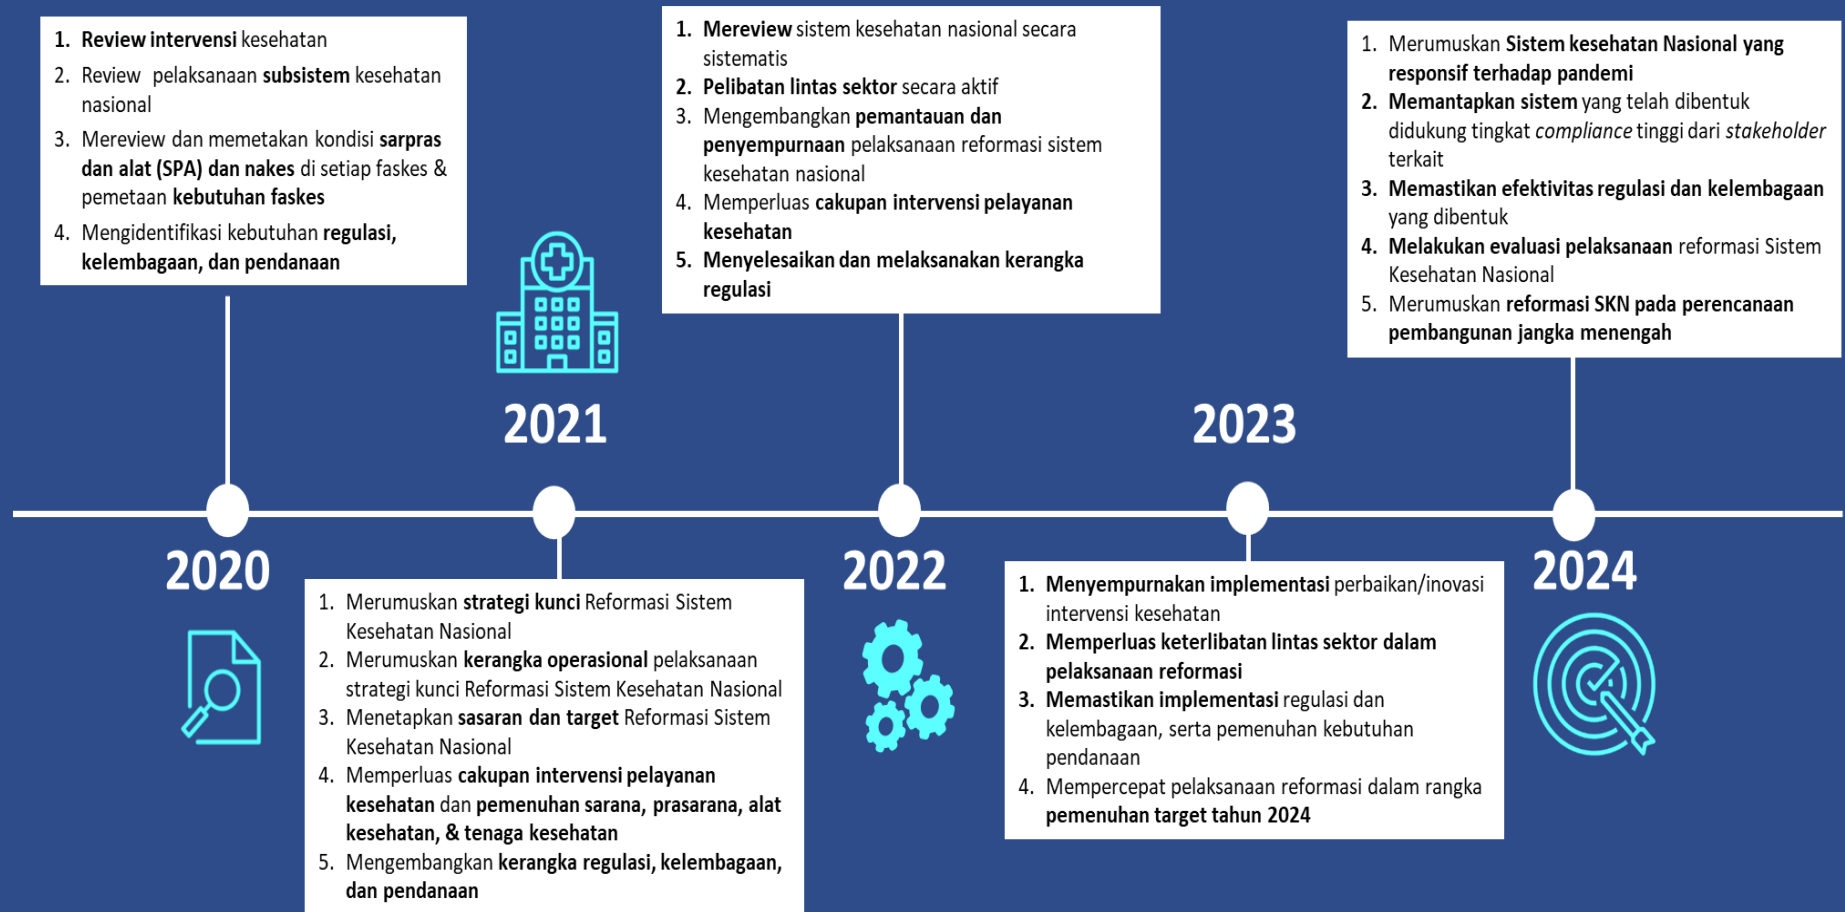 1. Review intervensi kesehatan
2. Review pelaksanaan subsistem kesehatan
nasional
3. Mereview dan memetakan kondisi sarpras
dan alat (SPA) dan nakes di setiap faskes &
pemetaan kebutuhan faskes
4. Mengidentifikasi kebutuhan regulasi,
kelembagaan, dan pendanaan
2020
2021
1. Merumuskan strategi kunci Reformasi Sistem
Kesehatan Nasional
2. Merumuskan kerangka operasional pelaksanaan
strategi kunci Reformasi Sistem Kesehatan Nasional
3. Menetapkan sasaran dan target Reformasi Sistem
Kesehatan Nasional
4. Memperluas cakupan intervensi pelayanan
kesehatan dan pemenuhan sarana, prasarana, alat
kesehatan, & tenaga kesehatan
5. Mengembangkan kerangka regulasi, kelembagaan,
dan pendanaan
1. Mereview sistem kesehatan nasional secara
sistematis
2. Pelibatan lintas sektor secara aktif
3. Mengembangkan pemantauan dan
penyempurnaan pelaksanaan reformasi sistem
kesehatan nasional
4. Memperluas cakupan intervensi pelayanan
kesehatan
5. Menyelesaikan dan melaksanakan kerangka
regulasi
2022
2023
1. Menyempurnakan implementasi perbaikan/inovasi
intervensi kesehatan
2. Memperluas keterlibatan lintas sektor dalam
pelaksanaan reformasi
3. Memastikan implementasi regulasi dan
kelembagaan, serta pemenuhan kebutuhan
pendanaan
4. Mempercepat pelaksanaan reformasi dalam rangka
pemenuhan target tahun 2024
1. Merumuskan Sistem kesehatan Nasional yang
responsif terhadap pandemi
2. Memantapkan sistem yang telah dibentuk
didukung tingkat compliance tinggi dari stakeholder
terkait
3. Memastikan efektivitas regulasi dan kelembagaan
yang dibentuk
4. Melakukan evaluasi pelaksanaan reformasi Sistem
Kesehatan Nasional
5. Merumuskan reformasi SKN pada perencanaan
pembangunan jangka menengah
2024